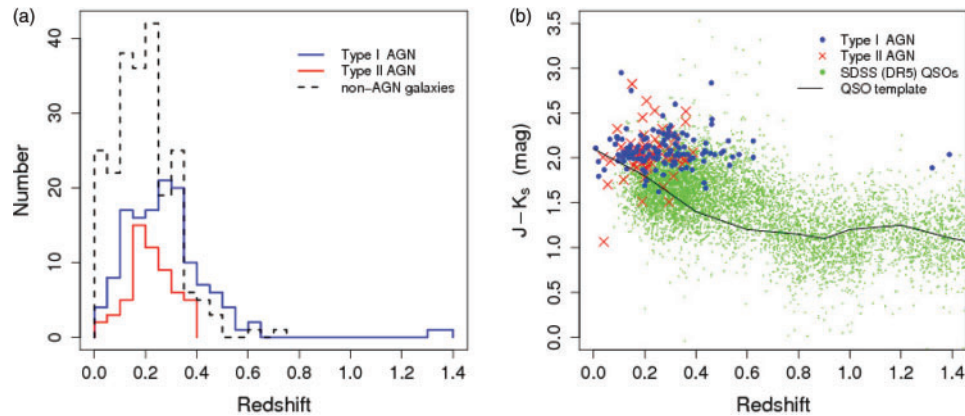 (a)
Number
40
30
20
10
0
Type I AGN
Type II AGN
non-AGN galaxies
0.0 0.2 0.4 0.6 0.8 1.0 1.2 1.4
Redshift
(b)
J−Ks (mag)
3.5
3.0
2.5
2.0
1.5
1.0
0.5
0.0
Type I AGN
Type II AGN
SDSS (DR5) QSOs
QSO template
0.0 0.2 0.4 0.6 0.8 1.0 1.2 1.4
Redshift